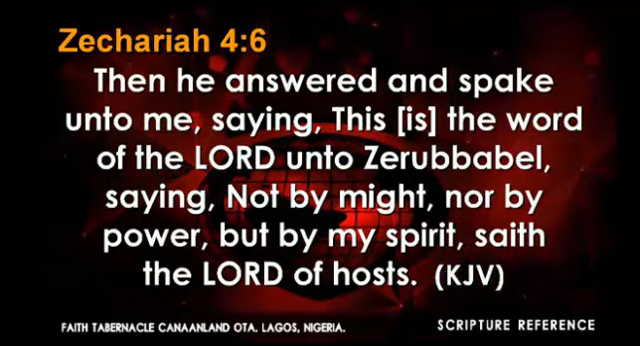 Zechariah 4:6
Then he answered and spake
unto me, saying, This [is] the word
of the LORD unto Zerubbabel,
saying, Not by might, nor by
power, but by my spirit, saith
the LORD of hosts. (KJV)
FAITH TABERNACLE CANAANLAND OTA. LAGOS, NIGERIA.
SCRIPTURE REFERENCE